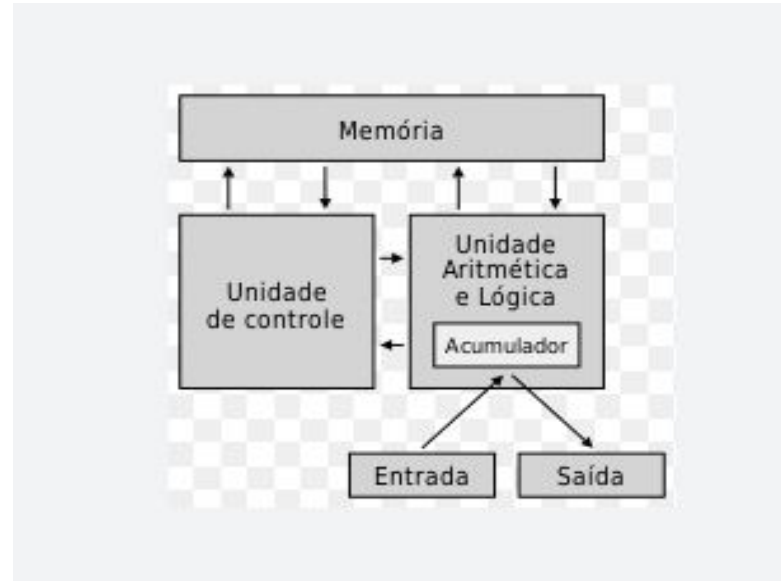 Memória
Unidade
de controle
Unidade
Aritmética
e Lógica
Acumulador
Entrada
Saída